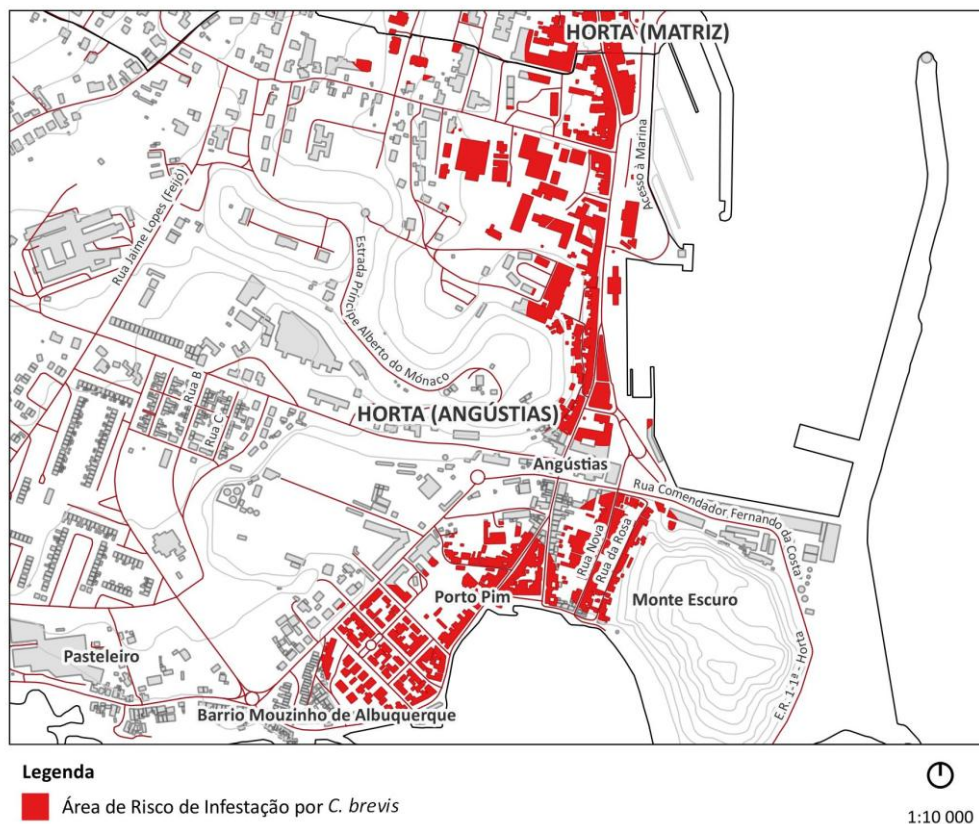 HORTA (MATRIZ)
Acesso à Marina
Rua Jaime Lopes (Feijó)
Estrada Príncipe Alberto do Mónaco
Rua B
Rua C
HORTA (ANGÚSTIAS)
Angústias
Rua Comendador Fernando da Costa
Rua Nova
Rua da Rosa
Porto Pim
Monte Escuro
Pasteleiro
E.R. 1-1ª - Horta
Barrio Mouzinho de Albuquerque
Legenda
Área de Risco de Infestação por C. brevis
1:10 000